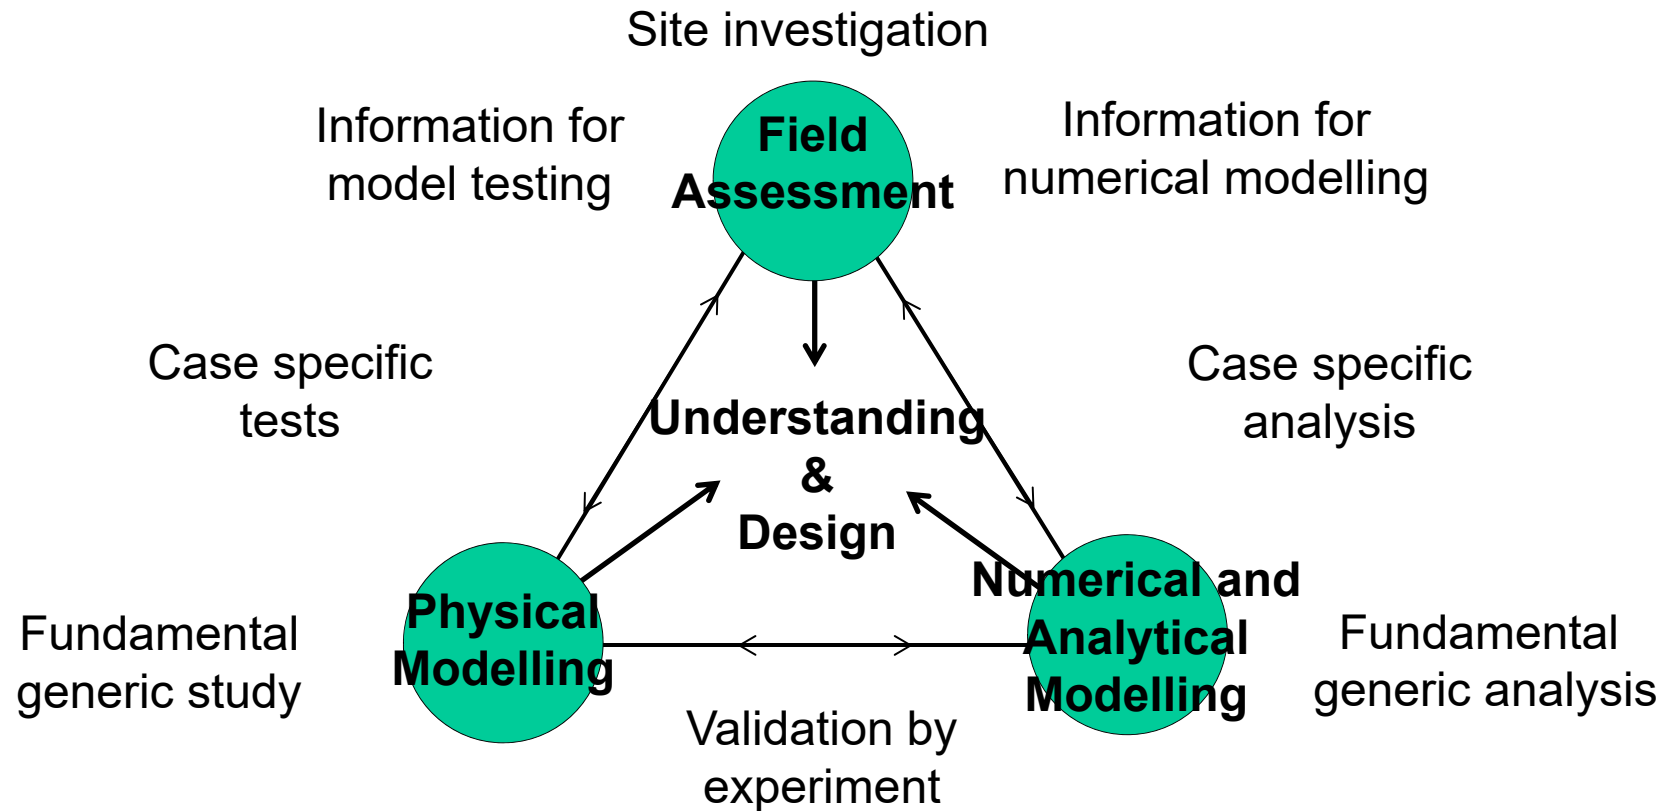 Site investigation
Information for
model testing
Field
Assessment
Information for
numerical modelling
Case specific
tests
Understanding
&
Design
Case specific
analysis
Fundamental
generic study
Physical
Modelling
Numerical and
Analytical
Modelling
Fundamental
generic analysis
Validation by
experiment